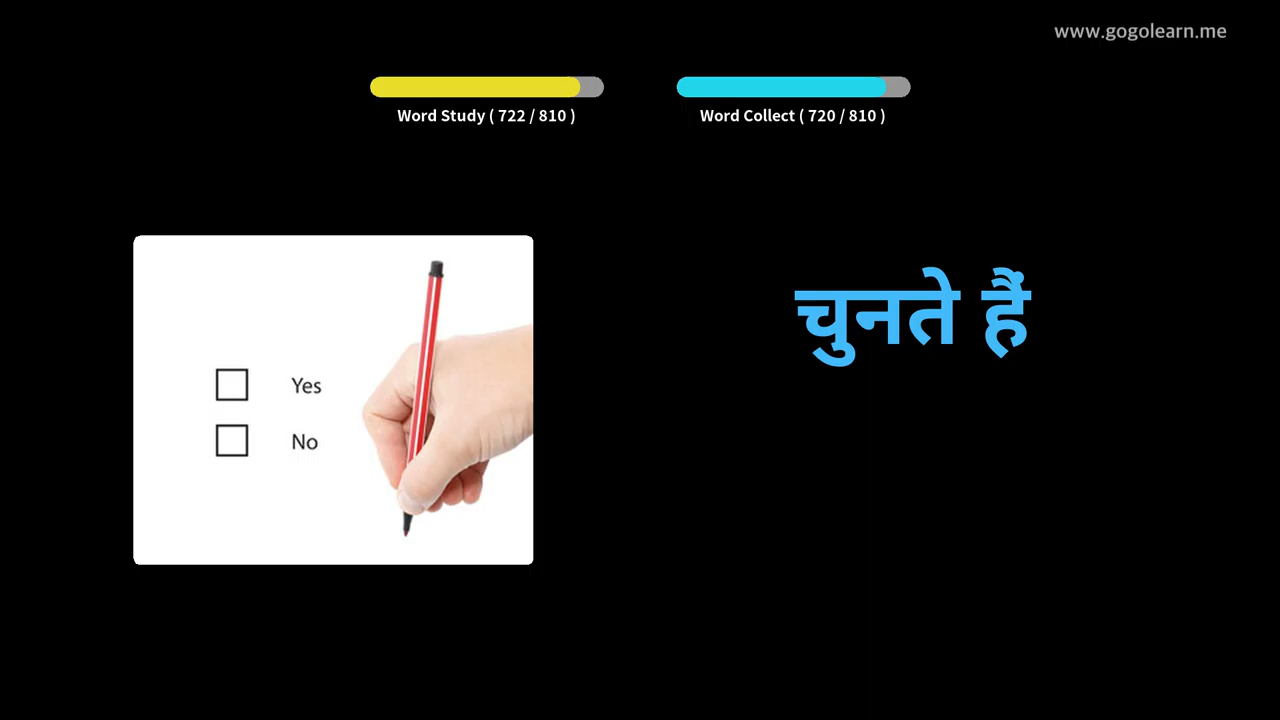 www.gogolearn.me
Word Study ( 722 / 810 )
Word Collect ( 720 / 810 )
चुनते हैं
Yes
No